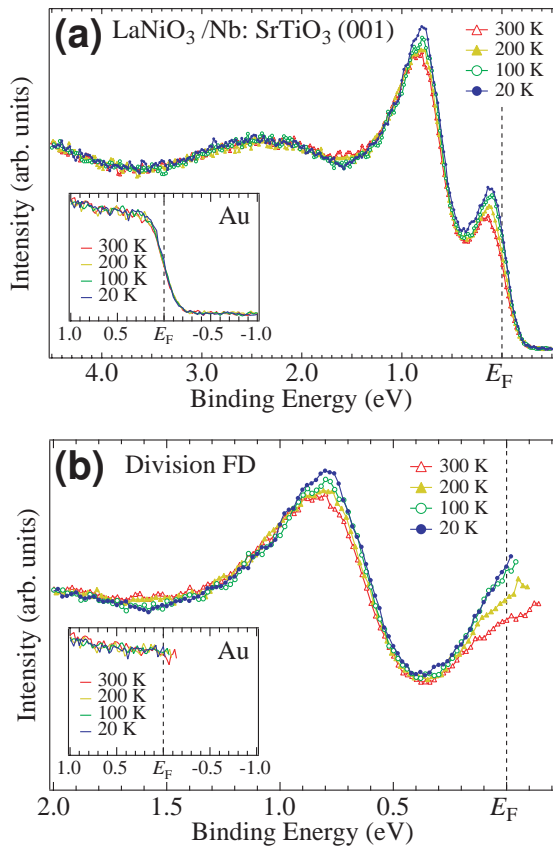 (a) LaNiO3 /Nb: SrTiO3 (001)
300 K
200 K
100 K
20 K
Intensity (arb. units)
Au
300 K
200 K
100 K
20 K
1.0 0.5 EF -0.5 -1.0
4.0 3.0 2.0 1.0 EF
Binding Energy (eV)
(b) Division FD
300 K
200 K
100 K
20 K
Intensity (arb. units)
Au
300 K
200 K
100 K
20 K
1.0 0.5 EF -0.5 -1.0
2.0 1.5 1.0 0.5 EF
Binding Energy (eV)